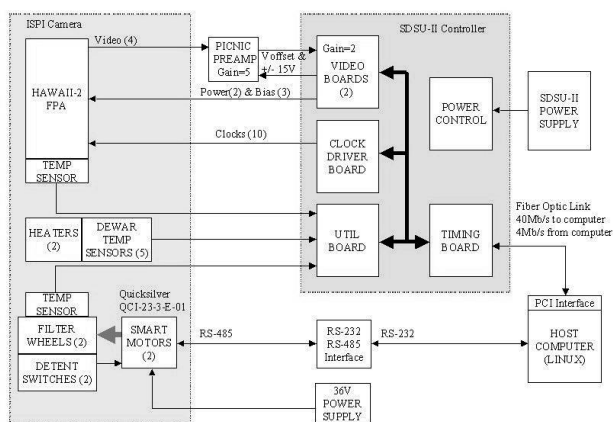 ISPI Camera
SDSU-II Controller
Video (4)
PICNIC
PREAMP
Gain=5
V offset &
+/- 15V
Gain=2
VIDEO
BOARDS
(2)
HAWAII-2
FPA
Power(2) & Bias (3)
POWER
CONTROL
SDSU-II
POWER
SUPPLY
Clocks (10)
CLOCK
DRIVER
BOARD
TEMP
SENSOR
HEATERS
(2)
DEWAR
TEMP
SENSORS (5)
UTIL
BOARD
TIMING
BOARD
Fiber Optic Link
40Mb/s to computer
4Mb/s from computer
TEMP
SENSOR
Quicksilver
QCI-23-3-E-01
FILTER
WHEELS (2)
SMART
MOTORS
(2)
DETENT
SWITCHES (2)
RS-485
RS-232
RS-485
Interface
RS-232
PCI Interface
HOST
COMPUTER
(LINUX)
36V
POWER
SUPPLY